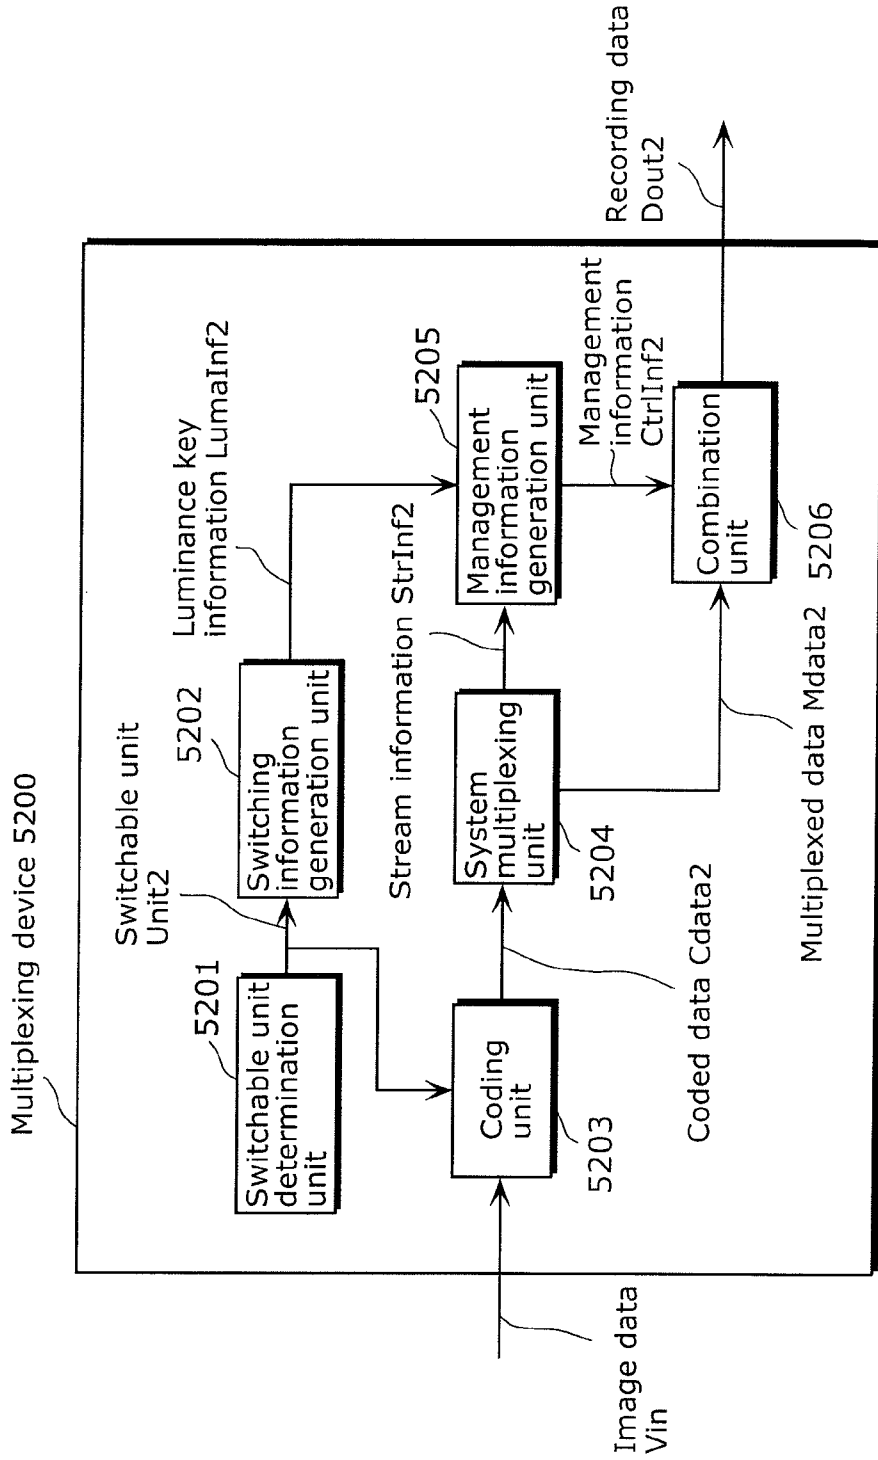 Multiplexing device 5200
Switchable unit
Unit2
Luminance key
information LumaInf2
5201
5202
Switchable unit
determination
unit
Switching
information
generation unit
Stream information StrInf2
5205
Coding
unit
System
multiplexing
unit
Management
information
generation unit
5203
5204
Management
information
CtrlInf2
Recording data
Dout2
Image data
Vin
Coded data Cdata2
Combination
unit
Multiplexed data Mdata2
5206